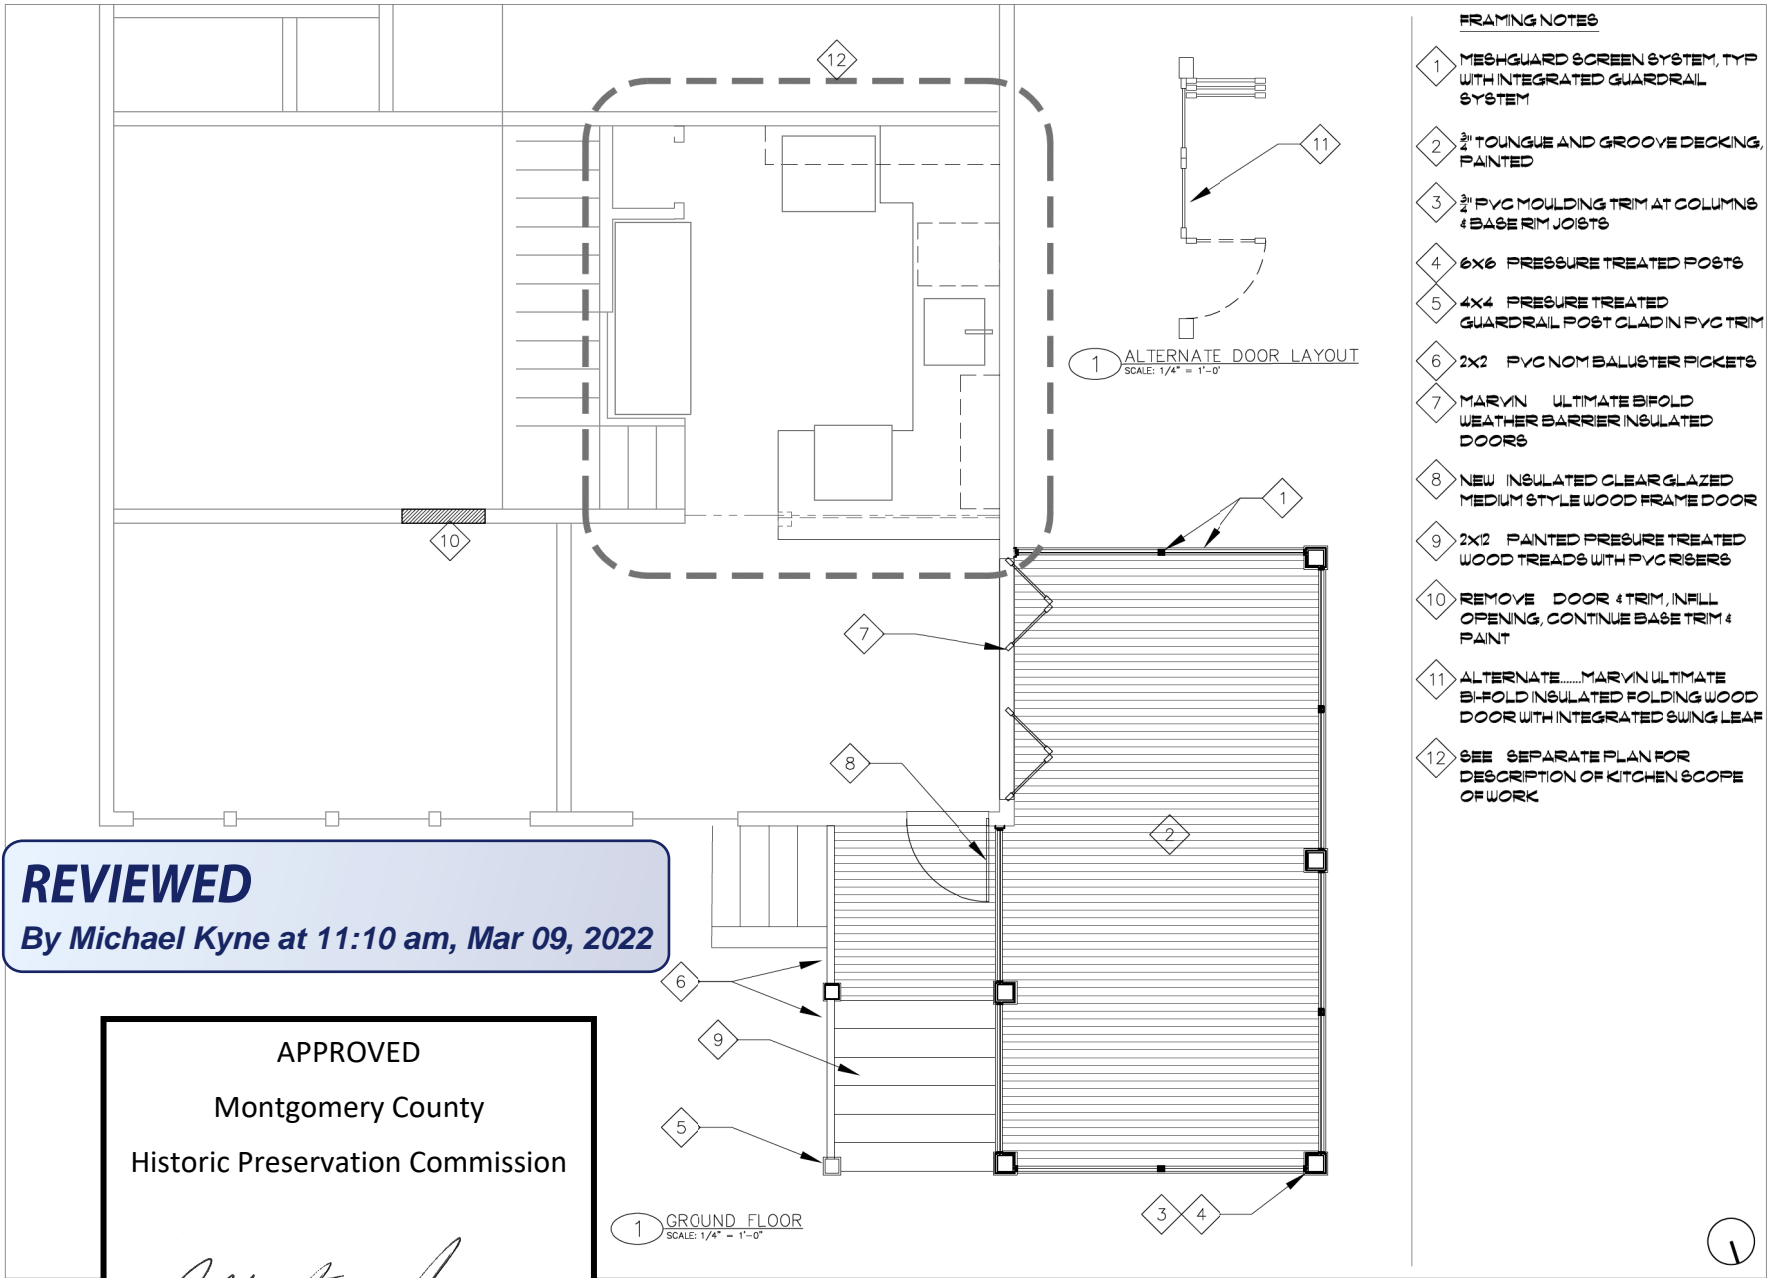 12
11
1 ALTERNATE DOOR LAYOUT
SCALE: 1/4" = 1'-0'
1
10
7
8
2
6
9
5
3 4
1 GROUND FLOOR
SCALE: 1/4" = 1'-0"
REVIEWED
By Michael Kyne at 11:10 am, Mar 09, 2022
APPROVED
Montgomery County
Historic Preservation Commission
FRAMING NOTES
1 MESHGUARD SCREEN SYSTEM, TYP
WITH INTEGRATED GUARDRAIL
SYSTEM
2 3/4" TOUNGUE AND GROOVE DECKING,
PAINTED
3 3/4" PVC MOULDING TRIM AT COLUMNS
& BASE RIM JOISTS
4 6X6 PRESSURE TREATED POSTS
5 4X4 PRESURE TREATED
GUARDRAIL POST CLAD IN PVC TRIM
6 2X2 PVC NOM BALUSTER PICKETS
7 MARVIN ULTIMATE BIFOLD
WEATHER BARRIER INSULATED
DOORS
8 NEW INSULATED CLEAR GLAZED
MEDIUM STYLE WOOD FRAME DOOR
9 2X12 PAINTED PRESURE TREATED
WOOD TREADS WITH PVC RISERS
10 REMOVE DOOR & TRIM, INFILL
OPENING, CONTINUE BASE TRIM &
PAINT
11 ALTERNATE.......MARVIN ULTIMATE
BI-FOLD INSULATED FOLDING WOOD
DOOR WITH INTEGRATED SWING LEAF
12 SEE SEPARATE PLAN FOR
DESCRIPTION OF KITCHEN SCOPE
OF WORK